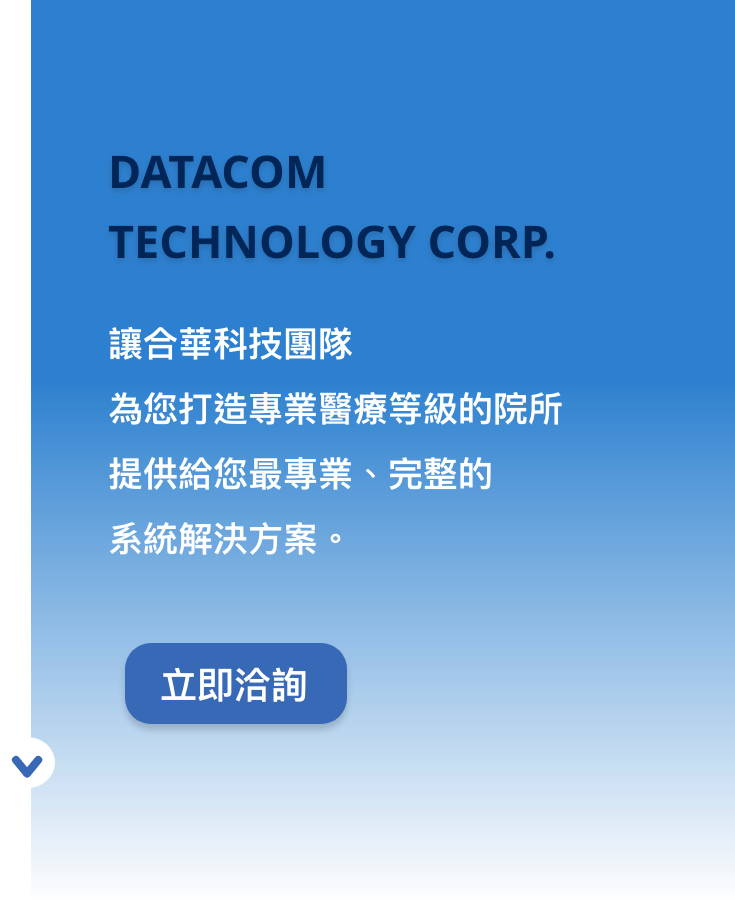 DATACOM
TECHNOLOGY CORP.
讓合華科技團隊
為您打造專業醫療等級的院所
提供給您最專業、完整的
系統解決方案。
立即洽詢